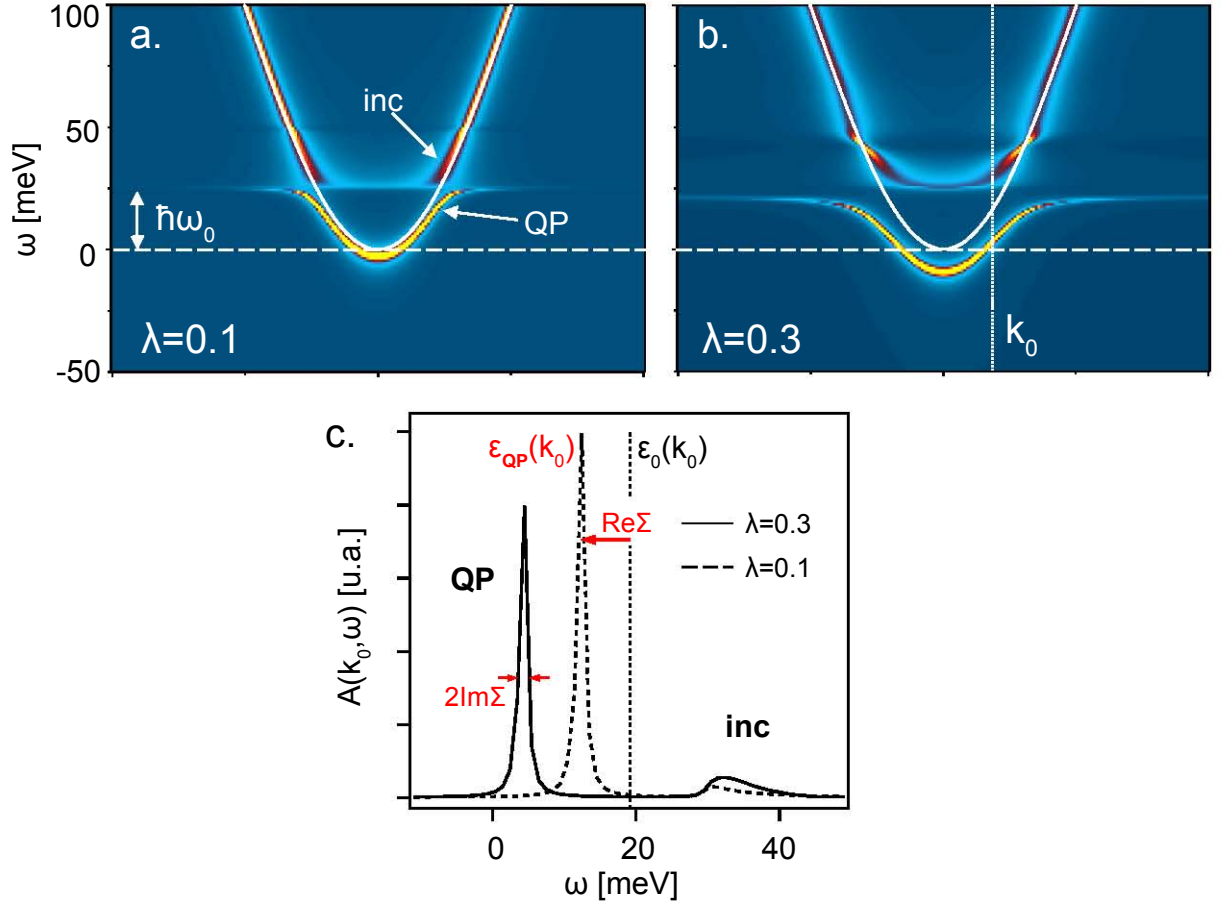 a.
b.
100
50
0
-50
ω [meV]
inc
QP
ħω₀
λ=0.1
λ=0.3
k₀
c.
ε_QP(k₀)
ε₀(k₀)
ReΣ
λ=0.3
λ=0.1
QP
2ImΣ
inc
A(k₀,ω) [u.a.]
0 20 40
ω [meV]